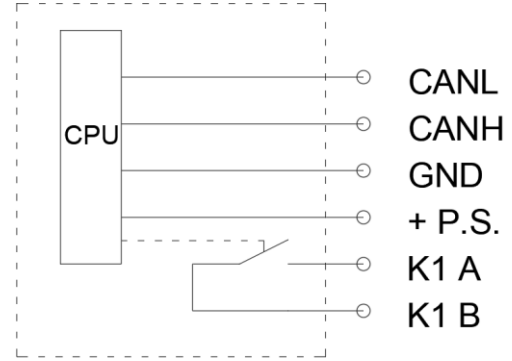 CPU
CANL
CANH
GND
+ P.S.
K1 A
K1 B